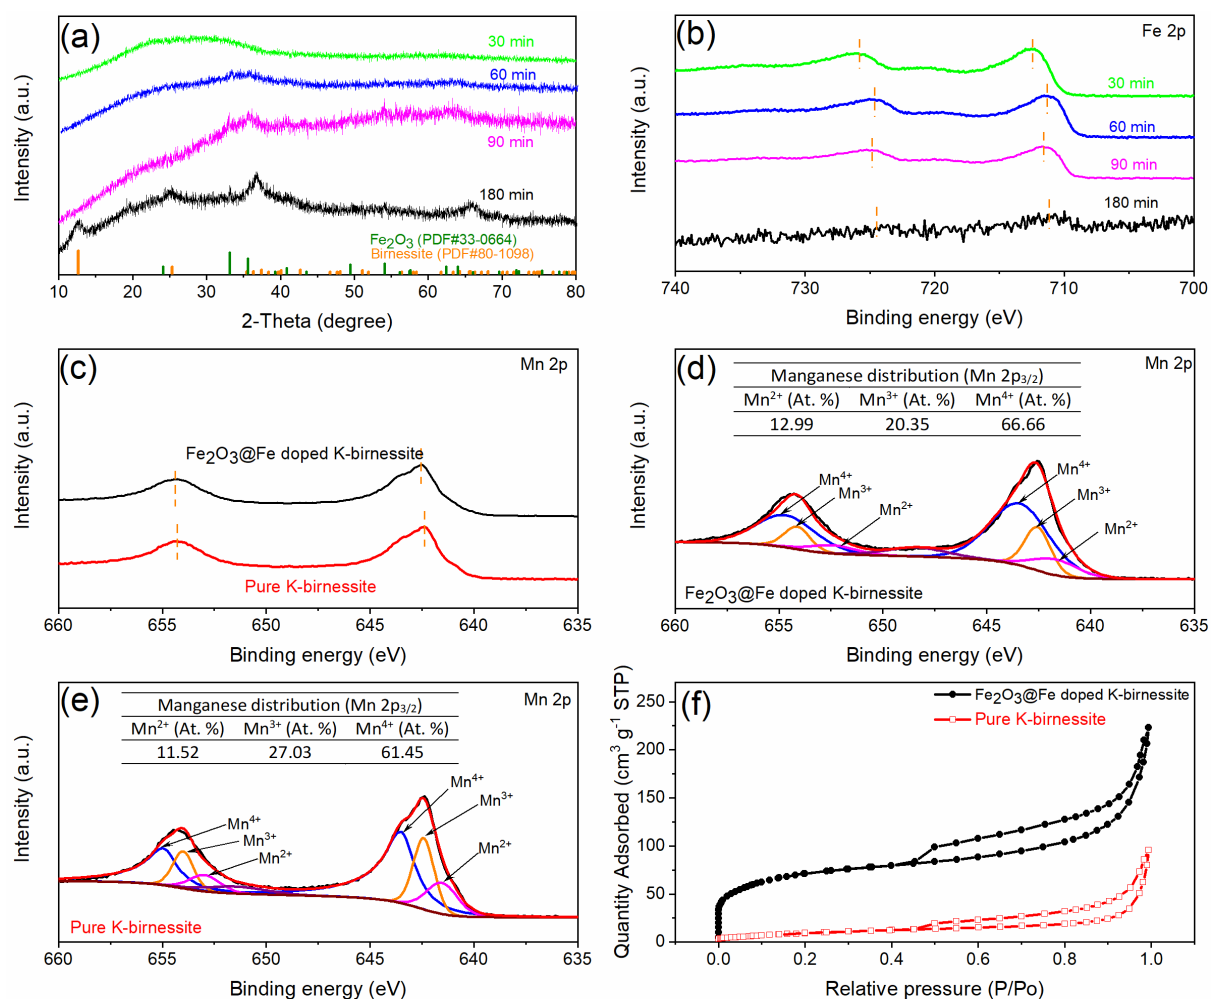 (a)
30 min
60 min
90 min
180 min
Fe2O3 (PDF#33-0664)
Birnessite (PDF#80-1098)
Intensity (a.u.)
10 20 30 40 50 60 70 80
2-Theta (degree)
(b)
Fe 2p
30 min
60 min
90 min
180 min
Intensity (a.u.)
740 730 720 710 700
Binding energy (eV)
(c)
Mn 2p
Fe2O3@Fe doped K-birnessite
Pure K-birnessite
Intensity (a.u.)
660 655 650 645 640 635
Binding energy (eV)
(d)
Mn 2p
Manganese distribution (Mn 2p3/2)
Mn2+ (At. %) Mn3+ (At. %) Mn4+ (At. %)
12.99 20.35 66.66
Mn4+
Mn3+
Mn2+
Mn4+
Mn3+
Mn2+
Fe2O3@Fe doped K-birnessite
Intensity (a.u.)
660 655 650 645 640 635
Binding energy (eV)
(e)
Mn 2p
Manganese distribution (Mn 2p3/2)
Mn2+ (At. %) Mn3+ (At. %) Mn4+ (At. %)
11.52 27.03 61.45
Mn4+
Mn3+
Mn2+
Mn4+
Mn3+
Mn2+
Pure K-birnessite
Intensity (a.u.)
660 655 650 645 640 635
Binding energy (eV)
(f)
Fe2O3@Fe doped K-birnessite
Pure K-birnessite
Quantity Adsorbed (cm3 g-1 STP)
250
200
150
100
50
0
0.0 0.2 0.4 0.6 0.8 1.0
Relative pressure (P/Po)